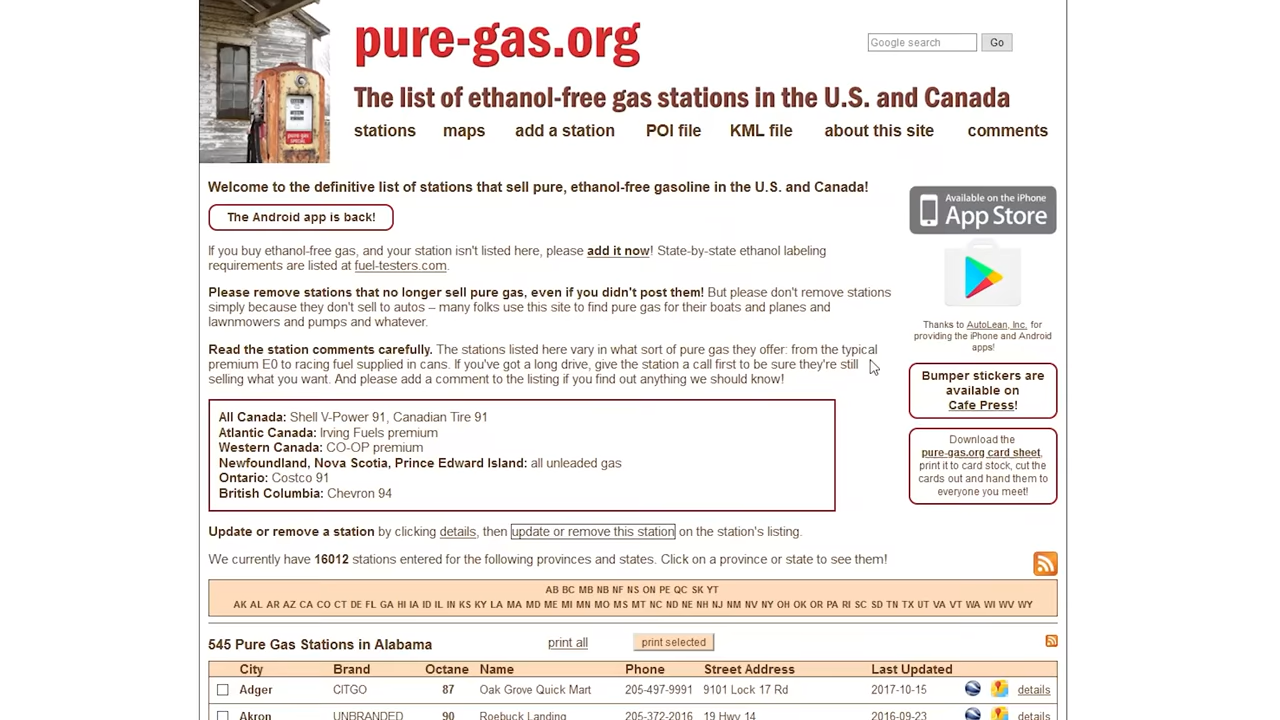 pure-gas.org
Google search Go
The list of ethanol-free gas stations in the U.S. and Canada
stations maps add a station POI file KML file about this site comments
Welcome to the definitive list of stations that sell pure, ethanol-free gasoline in the U.S. and Canada!
The Android app is back!
If you buy ethanol-free gas, and your station isn't listed here, please add it now! State-by-state ethanol labeling
requirements are listed at fuel-testers.com.
Please remove stations that no longer sell pure gas, even if you didn't post them! But please don't remove stations
simply because they don't sell to autos – many folks use this site to find pure gas for their boats and planes and
lawnmowers and pumps and whatever.
Read the station comments carefully. The stations listed here vary in what sort of pure gas they offer: from the typical
premium E0 to racing fuel supplied in cans. If you've got a long drive, give the station a call first to be sure they're still
selling what you want. And please add a comment to the listing if you find out anything we should know!
All Canada: Shell V-Power 91, Canadian Tire 91
Atlantic Canada: Irving Fuels premium
Western Canada: CO-OP premium
Newfoundland, Nova Scotia, Prince Edward Island: all unleaded gas
Ontario: Costco 91
British Columbia: Chevron 94
Available on the iPhone
App Store
Thanks to AutoLean, Inc. for
providing the iPhone and Android
apps!
Bumper stickers are
available on
Cafe Press!
Download the
pure-gas.org card sheet,
print it to card stock, cut the
cards out and hand them to
everyone you meet!
Update or remove a station by clicking details, then update or remove this station on the station's listing.
We currently have 16012 stations entered for the following provinces and states. Click on a province or state to see them!
AB BC MB NB NF NS ON PE QC SK YT
AK AL AR AZ CA CO CT DE FL GA HI IA ID IL IN KS KY LA MA MD ME MI MN MO MS MT NC ND NE NH NJ NM NV NY OH OK OR PA RI SC SD TN TX UT VA VT WA WI WV WY
545 Pure Gas Stations in Alabama print all print selected
City Brand Octane Name Phone Street Address Last Updated
Adger CITGO 87 Oak Grove Quick Mart 205-497-9991 9101 Lock 17 Rd 2017-10-15 details
Akron UNBRANDED 90 Roebuck Landing 205-372-2016 19 Hwy 14 2016-09-23 details